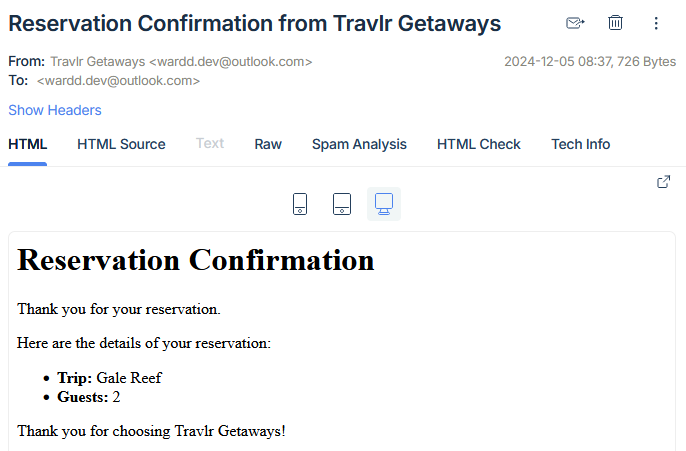 Reservation Confirmation from Travlr Getaways
From: Travlr Getaways <wardd.dev@outlook.com> 2024-12-05 08:37, 726 Bytes
To: <wardd.dev@outlook.com>
Show Headers
HTML HTML Source Text Raw Spam Analysis HTML Check Tech Info
Reservation Confirmation
Thank you for your reservation.
Here are the details of your reservation:
• Trip: Gale Reef
• Guests: 2
Thank you for choosing Travlr Getaways!